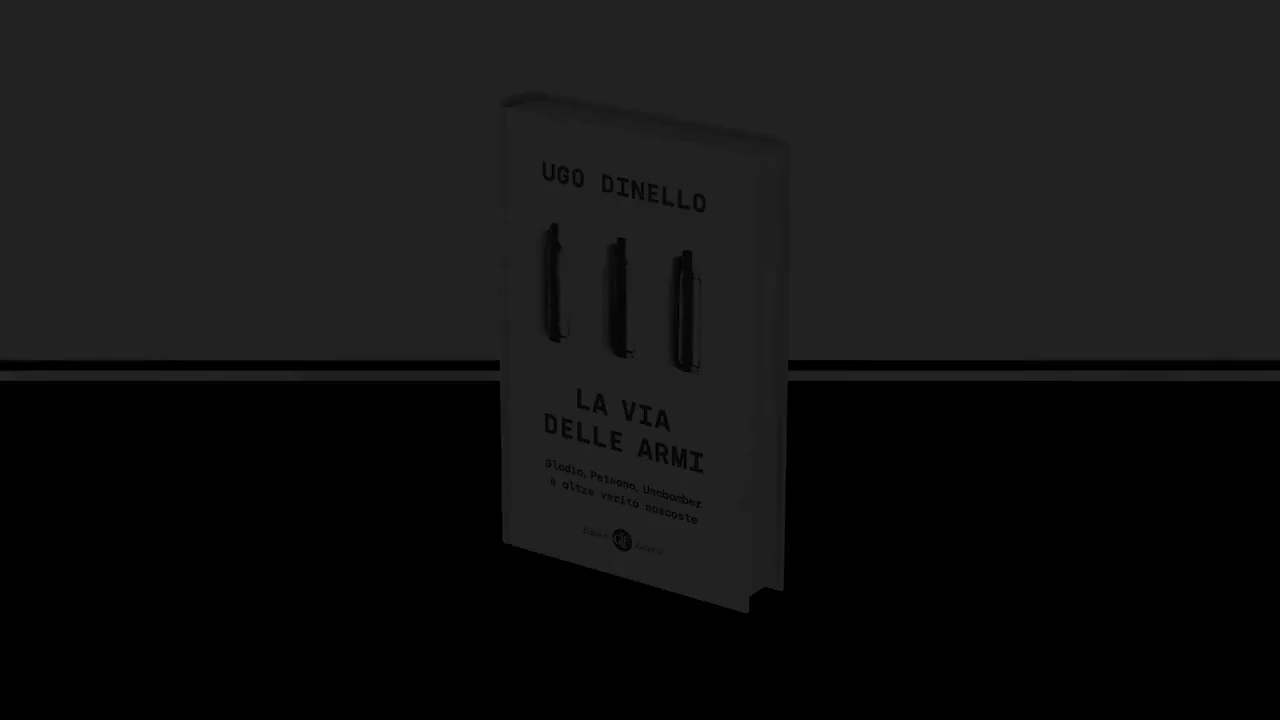 UGO DINELLO
LA VIA
DELLE ARMI
Gladio, Peteano, Unabomber
e altre verità nascoste